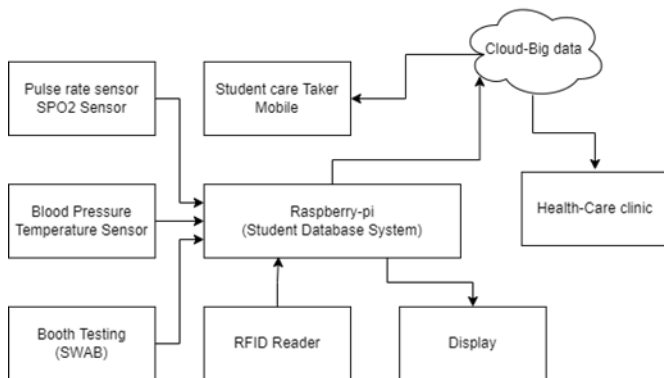 Cloud-Big data
Pulse rate sensor
SPO2 Sensor
Student care Taker
Mobile
Blood Pressure
Temperature Sensor
Raspberry-pi
(Student Database System)
Health-Care clinic
Booth Testing
(SWAB)
RFID Reader
Display